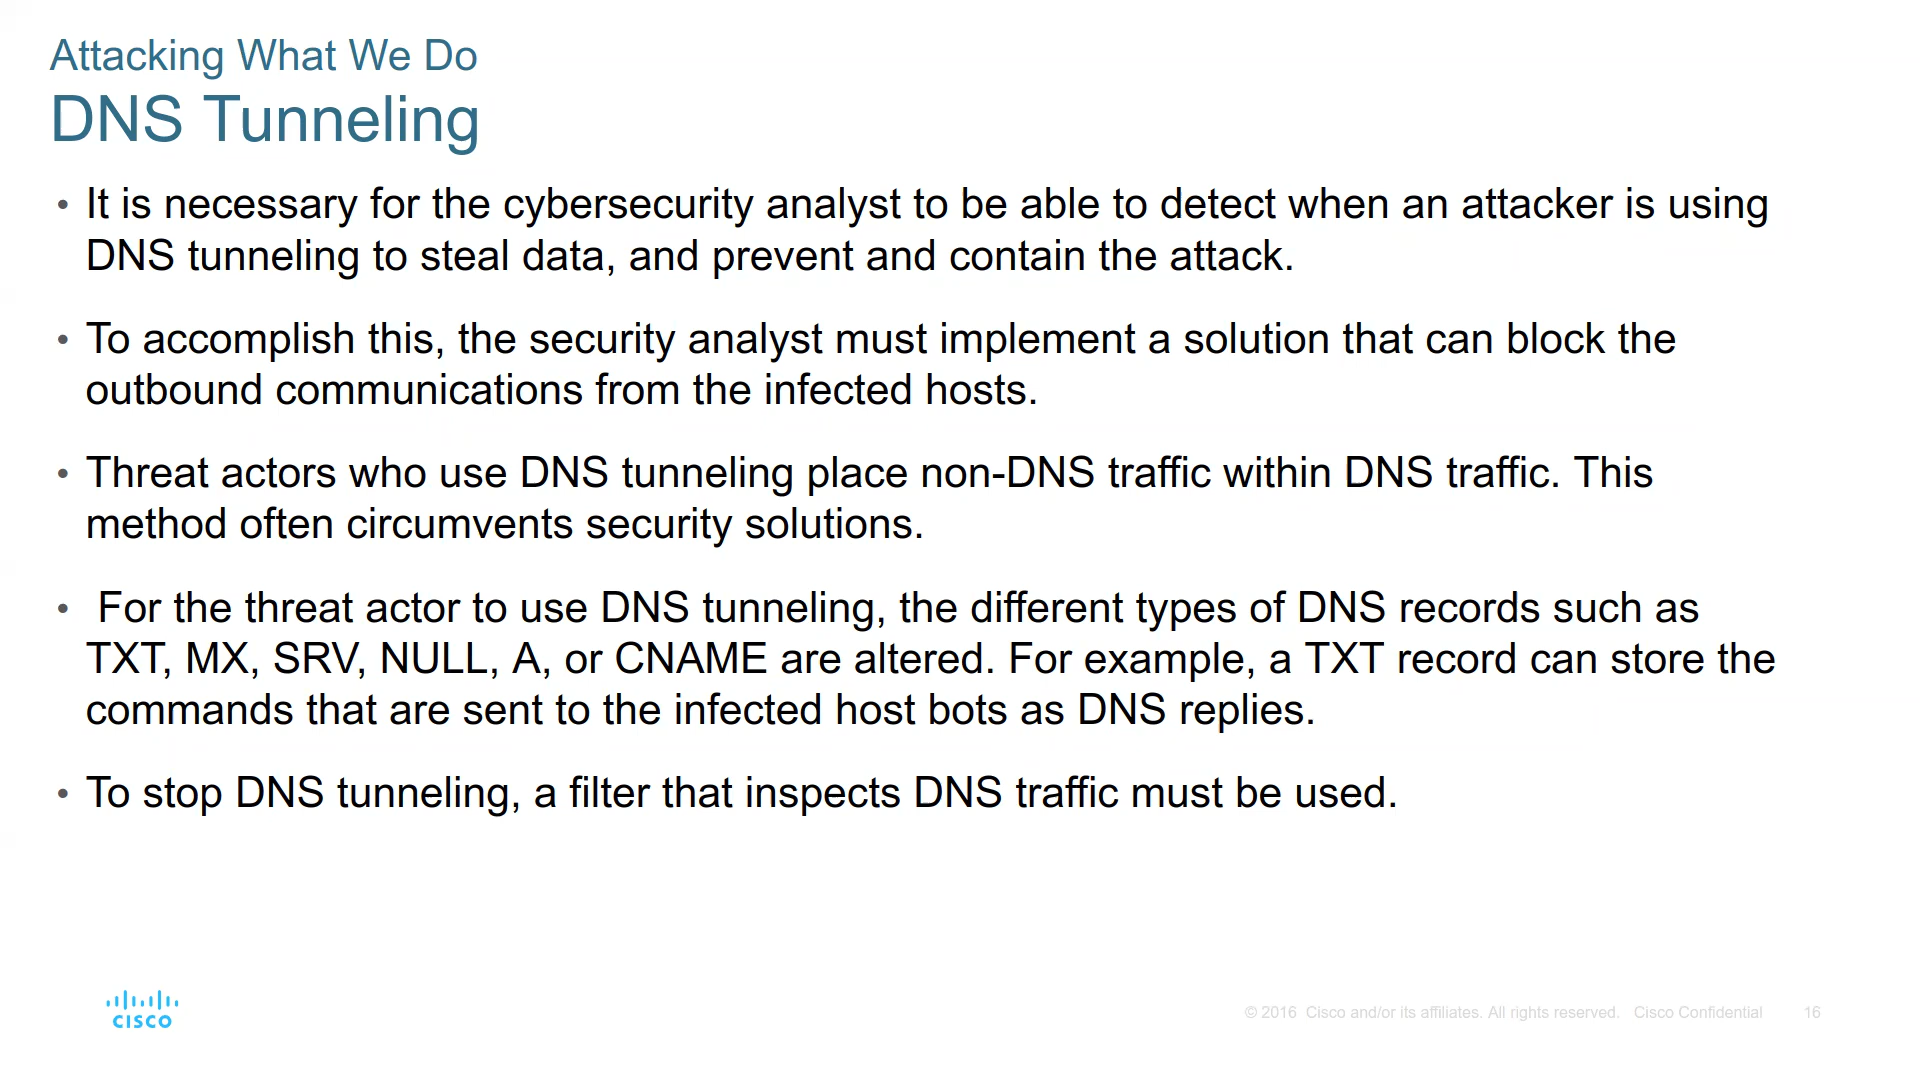 Attacking What We Do
DNS Tunneling
• It is necessary for the cybersecurity analyst to be able to detect when an attacker is using
DNS tunneling to steal data, and prevent and contain the attack.
• To accomplish this, the security analyst must implement a solution that can block the
outbound communications from the infected hosts.
• Threat actors who use DNS tunneling place non-DNS traffic within DNS traffic. This
method often circumvents security solutions.
• For the threat actor to use DNS tunneling, the different types of DNS records such as
TXT, MX, SRV, NULL, A, or CNAME are altered. For example, a TXT record can store the
commands that are sent to the infected host bots as DNS replies.
• To stop DNS tunneling, a filter that inspects DNS traffic must be used.
CISCO
© 2016 Cisco and/or its affiliates. All rights reserved. Cisco Confidential 16